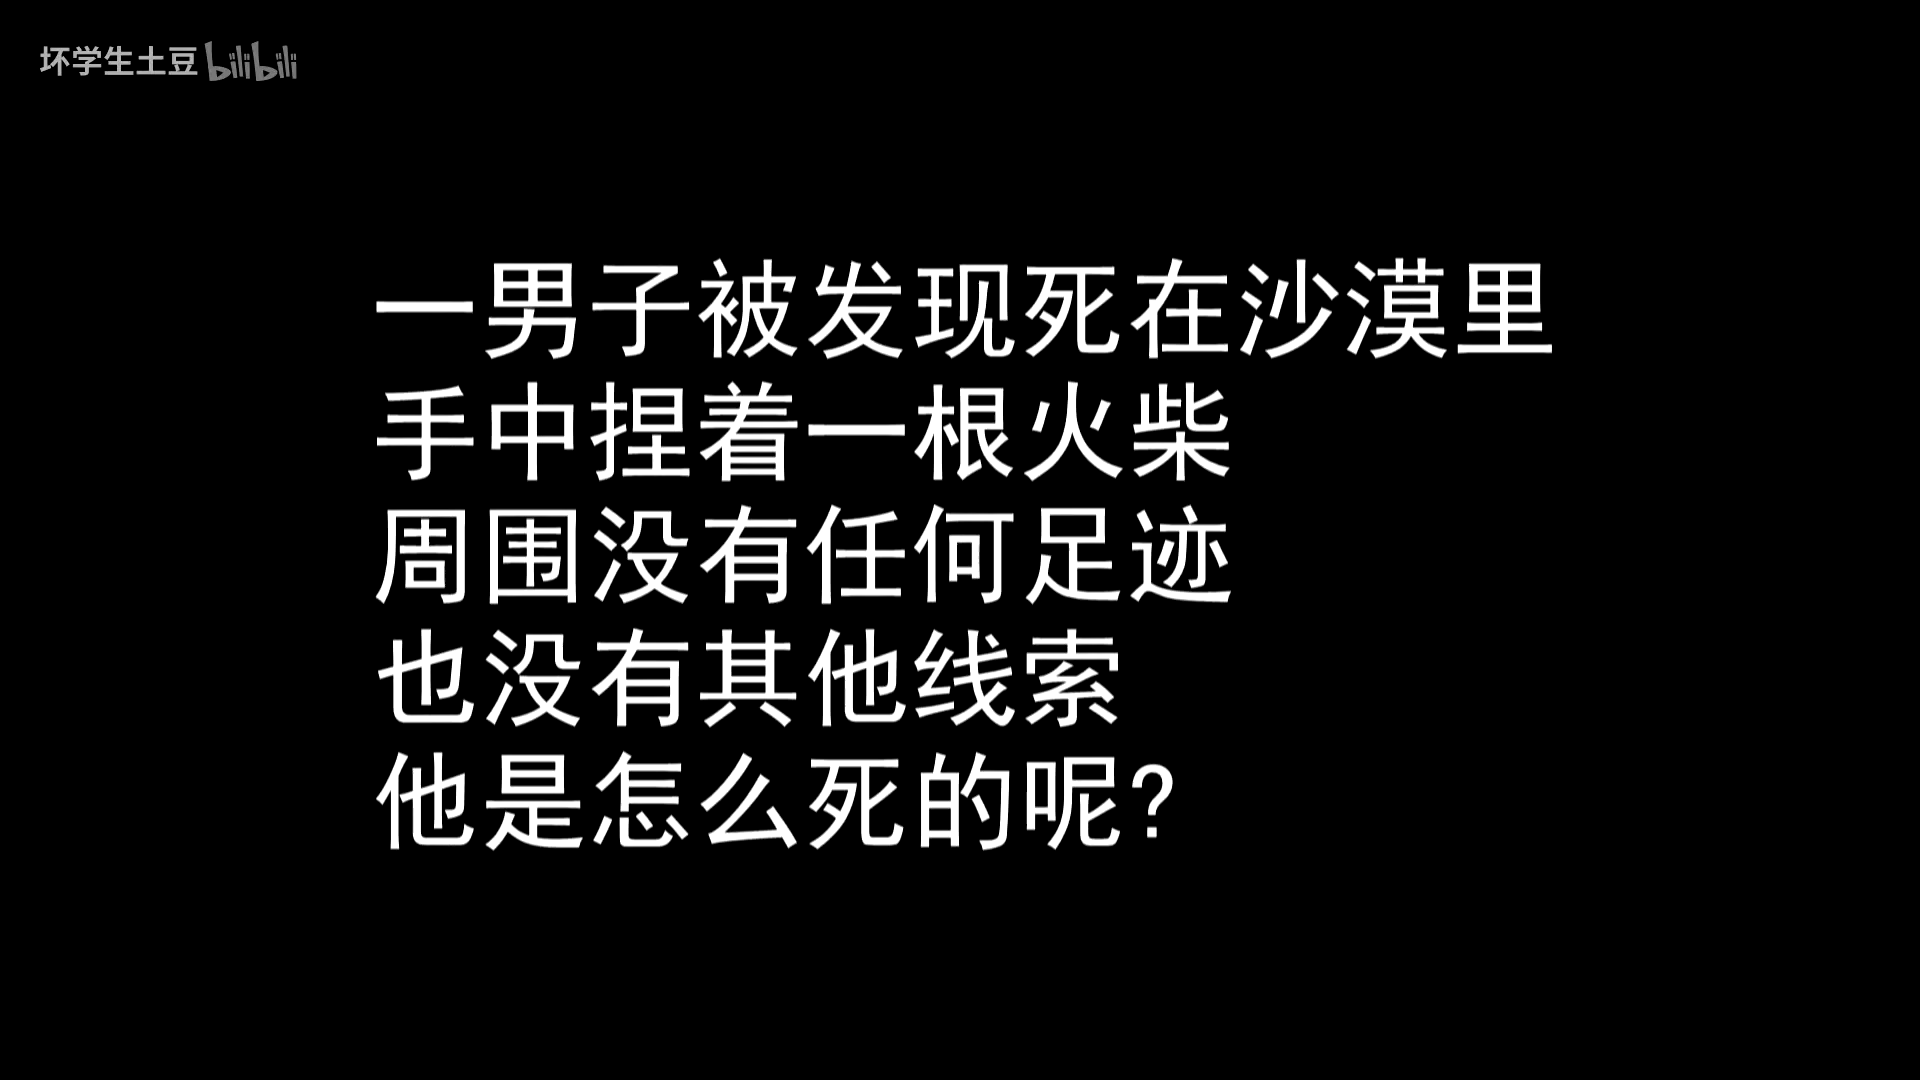 坏学生土豆 bilibili
一男子被发现死在沙漠里
手中捏着一根火柴
周围没有任何足迹
也没有其他线索
他是怎么死的呢?